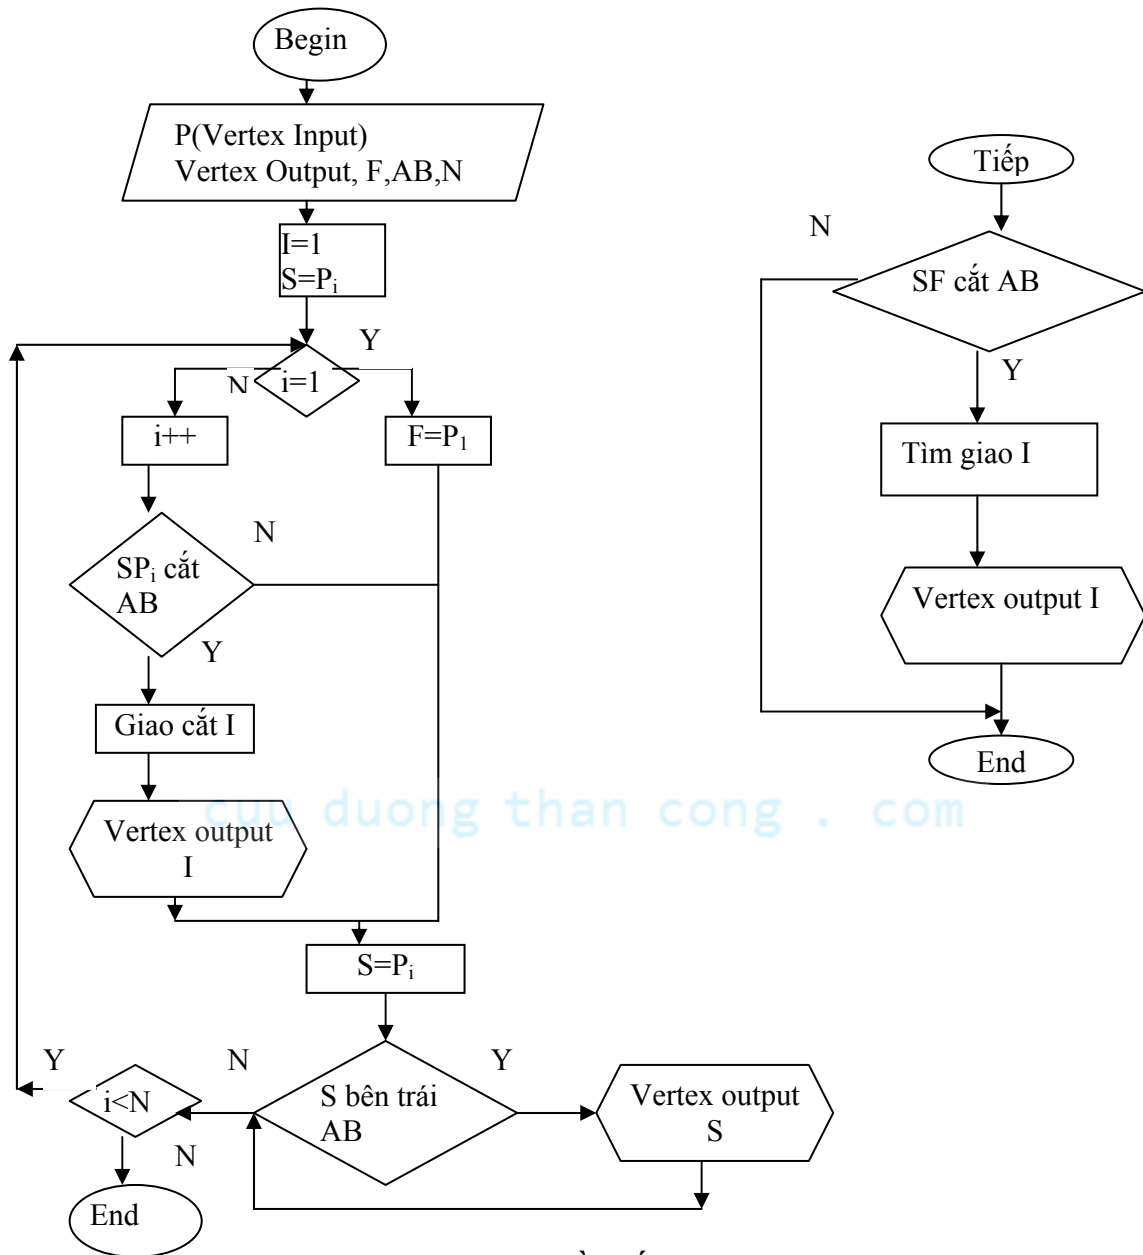 Begin
P(Vertex Input)
Vertex Output, F,AB,N
I=1
S=Pi
Y
N
i=1
i++
F=P1
N
SPi cắt
AB
Y
Giao cắt I
Vertex output
I
S=Pi
Y
N
Y
i<N
S bên trái
AB
Vertex output
S
N
End
Tiếp
N
SF cắt AB
Y
Tìm giao I
Vertex output I
End
cuu duong than cong . com